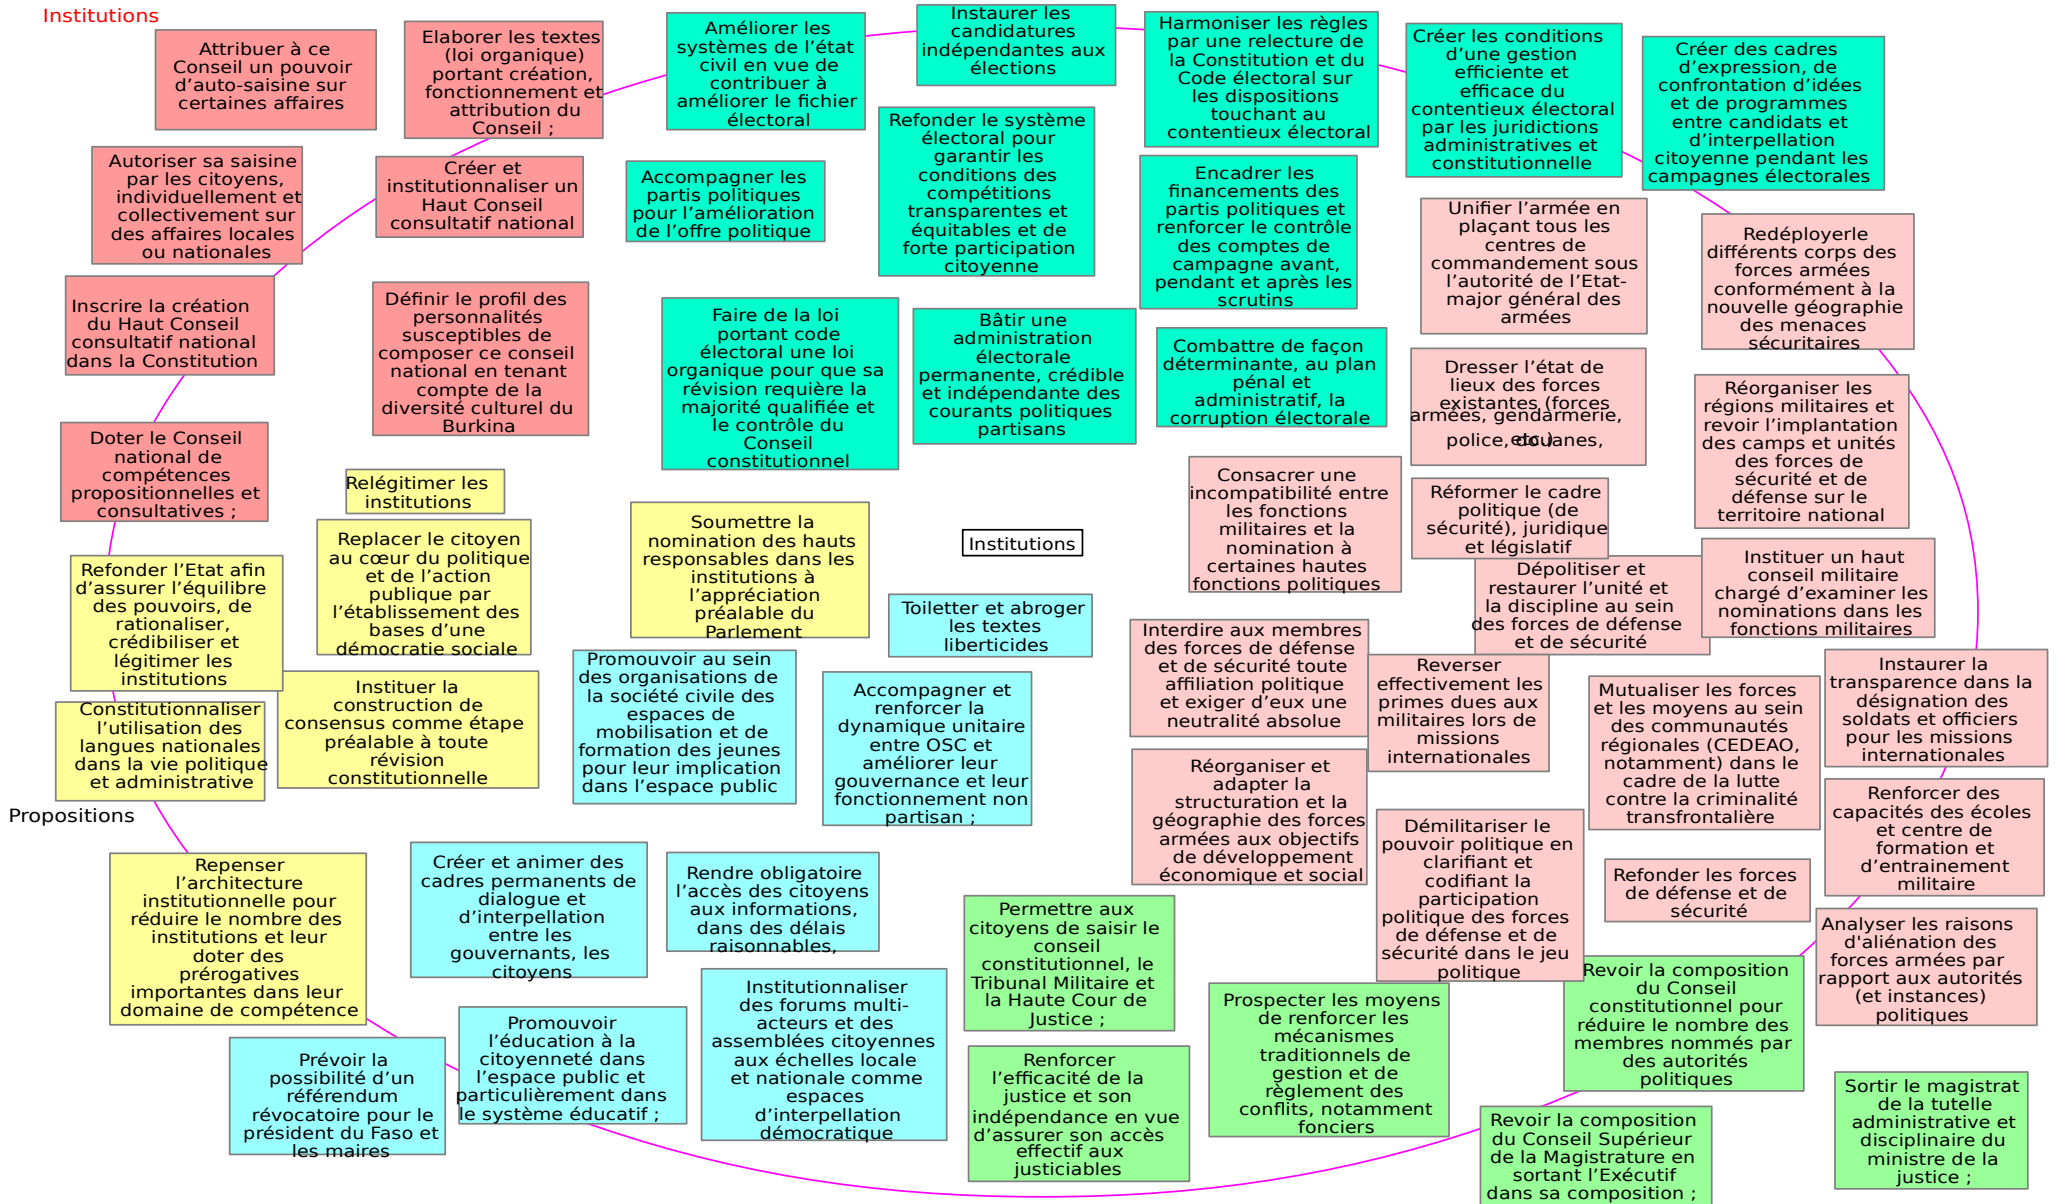 Institutions
Attribuer à ce
Conseil un pouvoir
d’auto-saisine sur
certaines affaires
Elaborer les textes
(loi organique)
portant création,
fonctionnement et
attribution du
Conseil ;
Améliorer les
systèmes de l’état
civil en vue de
contribuer à
améliorer le fichier
électoral
Instaurer les
candidatures
indépendantes aux
élections
Harmoniser les règles
par une relecture de
la Constitution et du
Code électoral sur
les dispositions
touchant au
contentieux électoral
Créer les conditions
d’une gestion
efficiente et
efficace du
contentieux électoral
par les juridictions
administratives et
constitutionnelle
Créer des cadres
d’expression, de
confrontation d’idées
et de programmes
entre candidats et
d’interpellation
citoyenne pendant les
campagnes électorales
Autoriser sa saisine
par les citoyens,
individuellement et
collectivement sur
des affaires locales
ou nationales
Créer et
institutionnaliser un
Haut Conseil
consultatif national
Accompagner les
partis politiques
pour l’amélioration
de l’offre politique
Refonder le système
électoral pour
garantir les
conditions des
compétitions
transparentes et
équitables et de
forte participation
citoyenne
Encadrer les
financements des
partis politiques et
renforcer le contrôle
des comptes de
campagne avant,
pendant et après les
scrutins
Unifier l’armée en
plaçant tous les
centres de
commandement sous
l’autorité de l’Etat-
major général des
armées
Redéployerle
différents corps des
forces armées
conformément à la
nouvelle géographie
des menaces
sécuritaires
Inscrire la création
du Haut Conseil
consultatif national
dans la Constitution
Définir le profil des
personnalités
susceptibles de
composer ce conseil
national en tenant
compte de la
diversité culturel du
Burkina
Faire de la loi
portant code
électoral une loi
organique pour que sa
révision requière la
majorité qualifiée et
le contrôle du
Conseil
constitutionnel
Bâtir une
administration
électorale
permanente, crédible
et indépendante des
courants politiques
partisans
Combattre de façon
déterminante, au plan
pénal et
administratif, la
corruption électorale
Dresser l’état de
lieux des forces
existantes (forces
armées, gendarmerie,
police, douanes,
etc.)
Réorganiser les
régions militaires et
revoir l’implantation
des camps et unités
des forces de
sécurité et de
défense sur le
territoire national
Doter le Conseil
national de
compétences
propositionnelles et
consultatives ;
Relégitimer les
institutions
Consacrer une
incompatibilité entre
les fonctions
militaires et la
nomination à
certaines hautes
fonctions politiques
Réformer le cadre
politique (de
sécurité), juridique
et législatif
Replacer le citoyen
au cœur du politique
et de l’action
publique par
l’établissement des
bases d’une
démocratie sociale
Soumettre la
nomination des hauts
responsables dans les
institutions à
l’appréciation
préalable du
Parlement
Institutions
Dépolitiser et
restaurer l’unité et
la discipline au sein
des forces de défense
et de sécurité
Instituer un haut
conseil militaire
chargé d’examiner les
nominations dans les
fonctions militaires
Refonder l’Etat afin
d’assurer l’équilibre
des pouvoirs, de
rationaliser,
crédibiliser et
légitimer les
institutions
Toiletter et abroger
les textes
liberticides
Interdire aux membres
des forces de défense
et de sécurité toute
affiliation politique
et exiger d’eux une
neutralité absolue
Reverser
effectivement les
primes dues aux
militaires lors de
missions
internationales
Instaurer la
transparence dans la
désignation des
soldats et officiers
pour les missions
internationales
Constitutionnaliser
l’utilisation des
langues nationales
dans la vie politique
et administrative
Instituer la
construction de
consensus comme étape
préalable à toute
révision
constitutionnelle
Promouvoir au sein
des organisations de
la société civile des
espaces de
mobilisation et de
formation des jeunes
pour leur implication
dans l’espace public
Accompagner et
renforcer la
dynamique unitaire
entre OSC et
améliorer leur
gouvernance et leur
fonctionnement non
partisan ;
Mutualiser les forces
et les moyens au sein
des communautés
régionales (CEDEAO,
notamment) dans le
cadre de la lutte
contre la criminalité
transfrontalière
Réorganiser et
adapter la
structuration et la
géographie des forces
armées aux objectifs
de développement
économique et social
Renforcer des
capacités des écoles
et centre de
formation et
d’entrainement
militaire
Propositions
Repenser
l’architecture
institutionnelle pour
réduire le nombre des
institutions et leur
doter des
prérogatives
importantes dans leur
domaine de compétence
Créer et animer des
cadres permanents de
dialogue et
d’interpellation
entre les
gouvernants, les
citoyens
Rendre obligatoire
l’accès des citoyens
aux informations,
dans des délais
raisonnables,
Démilitariser le
pouvoir politique en
clarifiant et
codifiant la
participation
politique des forces
de défense et de
sécurité dans le jeu
politique
Refonder les forces
de défense et de
sécurité
Permettre aux
citoyens de saisir le
conseil
constitutionnel, le
Tribunal Militaire et
la Haute Cour de
Justice ;
Analyser les raisons
d'aliénation des
forces armées par
rapport aux autorités
(et instances)
politiques
Revoir la composition
du Conseil
constitutionnel pour
réduire le nombre des
membres nommés par
des autorités
politiques
Institutionnaliser
des forums multi-
acteurs et des
assemblées citoyennes
aux échelles locale
et nationale comme
espaces
d’interpellation
démocratique
Prospecter les moyens
de renforcer les
mécanismes
traditionnels de
gestion et de
règlement des
conflits, notamment
fonciers
Promouvoir
l’éducation à la
citoyenneté dans
l’espace public et
particulièrement dans
le système éducatif ;
Prévoir la
possibilité d’un
référendum
révocatoire pour le
président du Faso et
les maires
Renforcer
l’efficacité de la
justice et son
indépendance en vue
d’assurer son accès
effectif aux
justiciables
Sortir le magistrat
de la tutelle
administrative et
disciplinaire du
ministre de la
justice ;
Revoir la composition
du Conseil Supérieur
de la Magistrature en
sortant l’Exécutif
dans sa composition ;